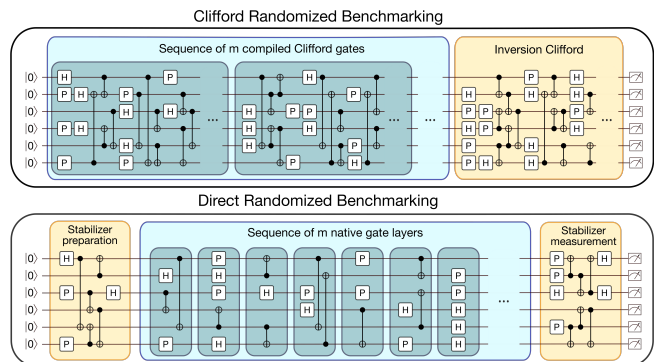 Clifford Randomized Benchmarking
Sequence of m compiled Clifford gates
Inversion Clifford
|0⟩ H P H P H
|0⟩ P H P P H H
|0⟩ H H H P P P P P
|0⟩ P H H H H P H
... ... ... ...
|0⟩ H H P H H
|0⟩ P P P P H
Direct Randomized Benchmarking
Stabilizer
preparation
Sequence of m native gate layers
Stabilizer
measurement
|0⟩ H P P P H
|0⟩ H H P
|0⟩ P H P H P P P P H
...
|0⟩ H H H
|0⟩ H P
|0⟩ P P H P H